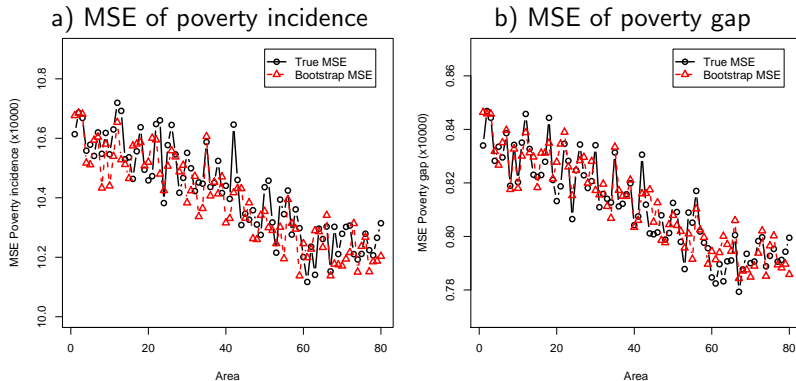 a) MSE of poverty incidence
MSE Poverty incidence (x10000)
10.8
10.6
10.4
10.2
10.0
True MSE
Bootstrap MSE
0 20 40 60 80
Area
b) MSE of poverty gap
MSE Poverty gap (x10000)
0.86
0.84
0.82
0.80
0.78
True MSE
Bootstrap MSE
0 20 40 60 80
Area